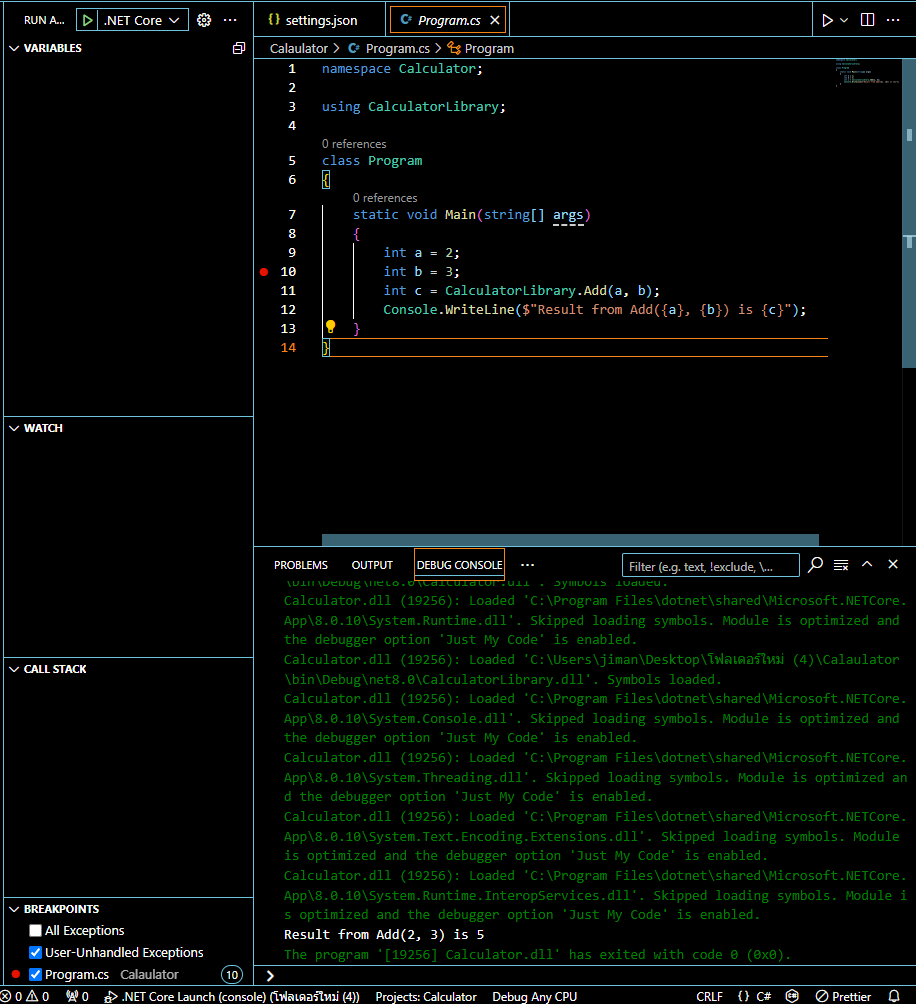 RUN A... .NET Core ...
VARIABLES
WATCH
CALL STACK
BREAKPOINTS
All Exceptions
User-Unhandled Exceptions
Program.cs Calaulator 10
{} settings.json C# Program.cs ...
Calaulator > C# Program.cs > Program
1 namespace Calculator;
2
3 using CalculatorLibrary;
4
0 references
5 class Program
6 {
0 references
7 static void Main(string[] args)
8 {
9 int a = 2;
10 int b = 3;
11 int c = CalculatorLibrary.Add(a, b);
12 Console.WriteLine($"Result from Add({a}, {b}) is {c}");
13 }
14 }
PROBLEMS OUTPUT DEBUG CONSOLE ... Filter (e.g. text, !exclude, \...
\bin\Debug\net8.0\Calculator.dll'. Symbols loaded.
Calculator.dll (19256): Loaded 'C:\Program Files\dotnet\shared\Microsoft.NETCore.
App\8.0.10\System.Runtime.dll'. Skipped loading symbols. Module is optimized and
the debugger option 'Just My Code' is enabled.
Calculator.dll (19256): Loaded 'C:\Users\jiman\Desktop\โฟลเดอร์ใหม่ (4)\Calaulator
\bin\Debug\net8.0\CalculatorLibrary.dll'. Symbols loaded.
Calculator.dll (19256): Loaded 'C:\Program Files\dotnet\shared\Microsoft.NETCore.
App\8.0.10\System.Console.dll'. Skipped loading symbols. Module is optimized and
the debugger option 'Just My Code' is enabled.
Calculator.dll (19256): Loaded 'C:\Program Files\dotnet\shared\Microsoft.NETCore.
App\8.0.10\System.Threading.dll'. Skipped loading symbols. Module is optimized an
d the debugger option 'Just My Code' is enabled.
Calculator.dll (19256): Loaded 'C:\Program Files\dotnet\shared\Microsoft.NETCore.
App\8.0.10\System.Text.Encoding.Extensions.dll'. Skipped loading symbols. Module
is optimized and the debugger option 'Just My Code' is enabled.
Calculator.dll (19256): Loaded 'C:\Program Files\dotnet\shared\Microsoft.NETCore.
App\8.0.10\System.Runtime.InteropServices.dll'. Skipped loading symbols. Module i
s optimized and the debugger option 'Just My Code' is enabled.
Result from Add(2, 3) is 5
The program '[19256] Calculator.dll' has exited with code 0 (0x0).
>
0 0 0 .NET Core Launch (console) (โฟลเดอร์ใหม่ (4)) Projects: Calculator Debug Any CPU CRLF {} C# Prettier